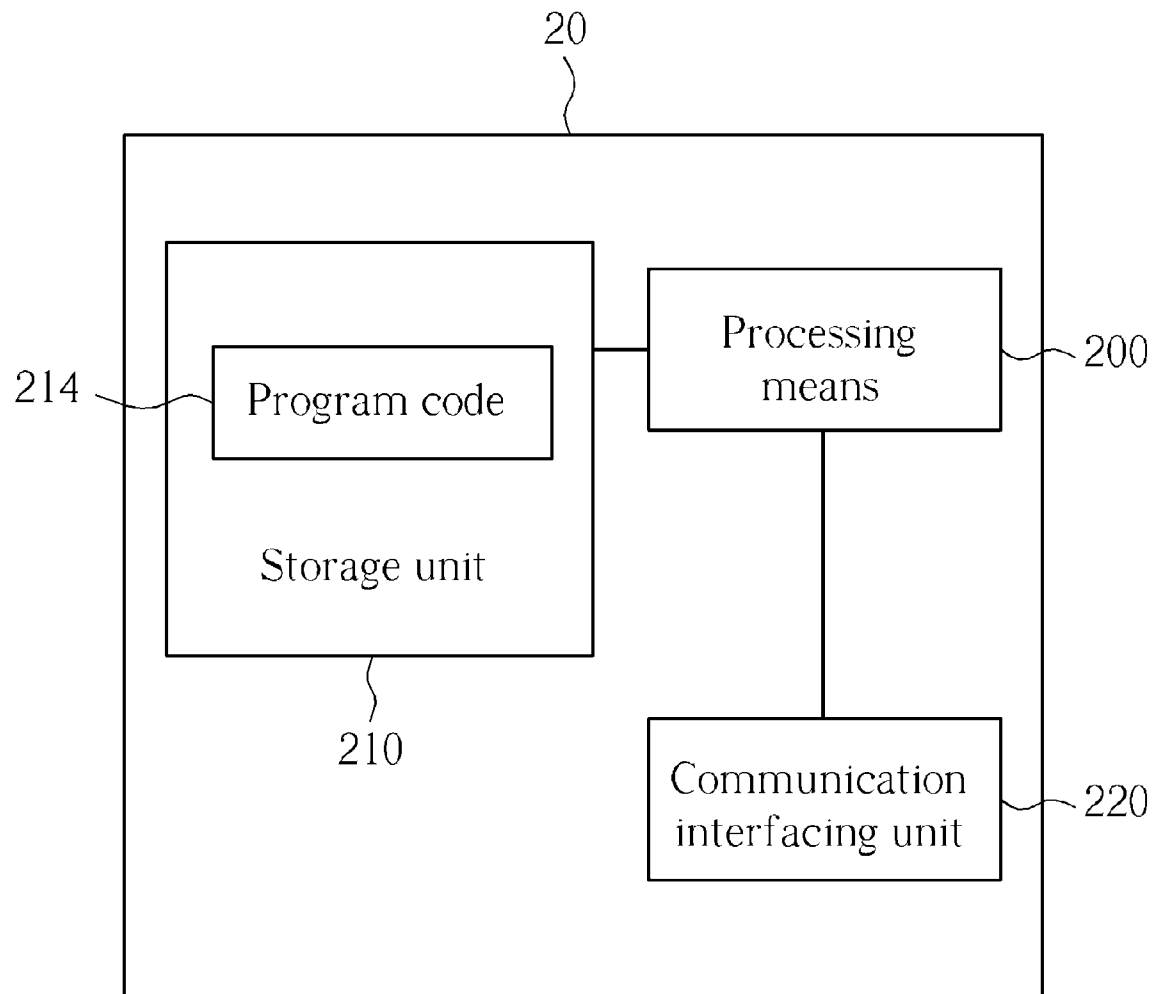 20
Processing
means
200
214
Program code
Storage unit
210
Communication
interfacing unit
220